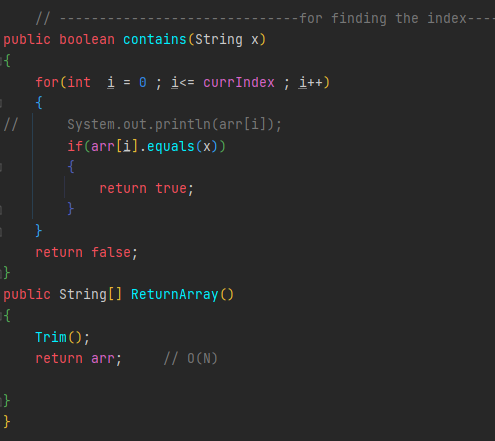 // ------------------------------for finding the index----
public boolean contains(String x)
{
for(int  i = 0 ; i<= currIndex ; i++)
{
//      System.out.println(arr[i]);
if(arr[i].equals(x))
{
return true;
}
}
return false;
}
public String[] ReturnArray()
{
Trim();
return arr;      // O(N)
}
}